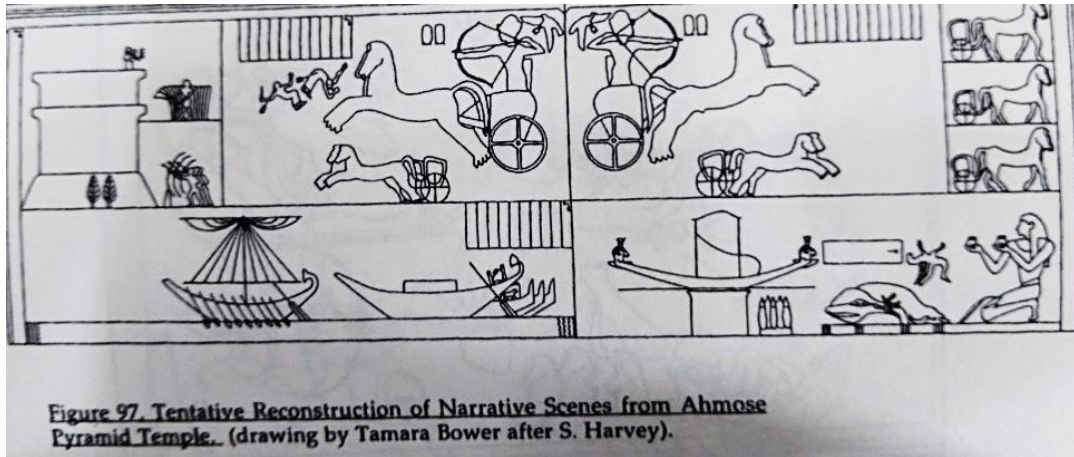 Figure 97. Tentative Reconstruction of Narrative Scenes from Ahmose
Pyramid Temple. (drawing by Tamara Bower after S. Harvey).